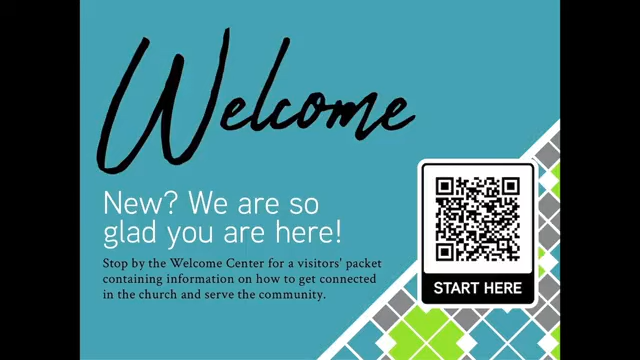 Welcome
New? We are so
glad you are here!
Stop by the Welcome Center for a visitors' packet
containing information on how to get connected
in the church and serve the community.
START HERE